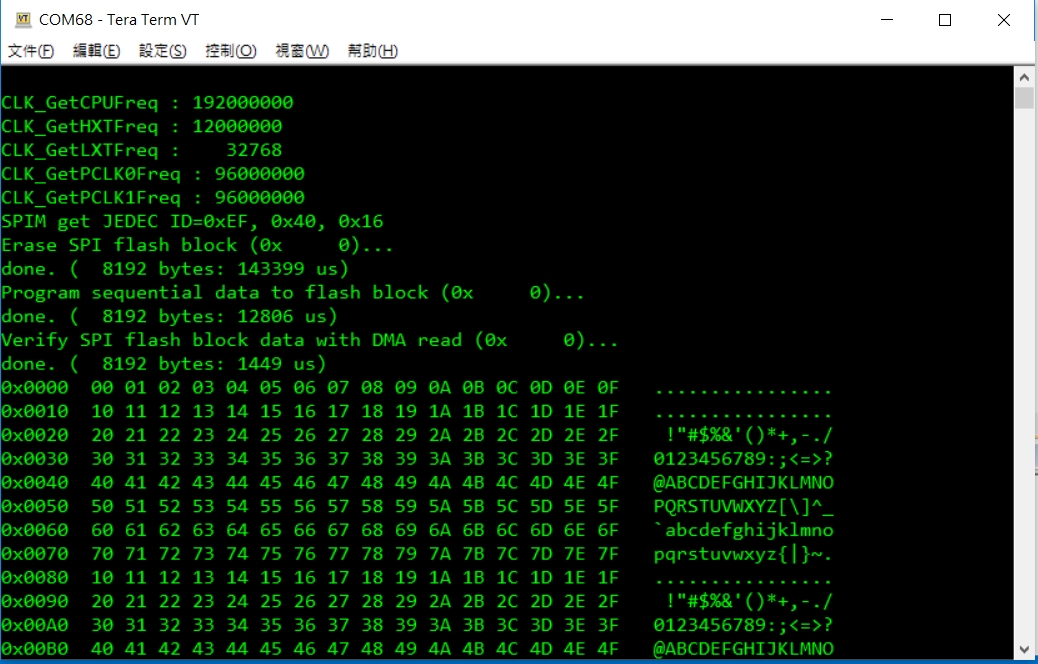 COM68 - Tera Term VT
文件(F) 編輯(E) 設定(S) 控制(O) 視窗(W) 幫助(H)
CLK_GetCPUFreq : 192000000
CLK_GetHXTFreq : 12000000
CLK_GetLXTFreq :    32768
CLK_GetPCLK0Freq : 96000000
CLK_GetPCLK1Freq : 96000000
SPIM get JEDEC ID=0xEF, 0x40, 0x16
Erase SPI flash block (0x     0)...
done. (  8192 bytes: 143399 us)
Program sequential data to flash block (0x     0)...
done. (  8192 bytes: 12806 us)
Verify SPI flash block data with DMA read (0x     0)...
done. (  8192 bytes: 1449 us)
0x0000  00 01 02 03 04 05 06 07 08 09 0A 0B 0C 0D 0E 0F   ................
0x0010  10 11 12 13 14 15 16 17 18 19 1A 1B 1C 1D 1E 1F   ................
0x0020  20 21 22 23 24 25 26 27 28 29 2A 2B 2C 2D 2E 2F    !"#$%&'()*+,-./
0x0030  30 31 32 33 34 35 36 37 38 39 3A 3B 3C 3D 3E 3F   0123456789:;<=>?
0x0040  40 41 42 43 44 45 46 47 48 49 4A 4B 4C 4D 4E 4F   @ABCDEFGHIJKLMNO
0x0050  50 51 52 53 54 55 56 57 58 59 5A 5B 5C 5D 5E 5F   PQRSTUVWXYZ[\]^_
0x0060  60 61 62 63 64 65 66 67 68 69 6A 6B 6C 6D 6E 6F   `abcdefghijklmno
0x0070  70 71 72 73 74 75 76 77 78 79 7A 7B 7C 7D 7E 7F   pqrstuvwxyz{|}~.
0x0080  10 11 12 13 14 15 16 17 18 19 1A 1B 1C 1D 1E 1F   ................
0x0090  20 21 22 23 24 25 26 27 28 29 2A 2B 2C 2D 2E 2F    !"#$%&'()*+,-./
0x00A0  30 31 32 33 34 35 36 37 38 39 3A 3B 3C 3D 3E 3F   0123456789:;<=>?
0x00B0  40 41 42 43 44 45 46 47 48 49 4A 4B 4C 4D 4E 4F   @ABCDEFGHIJKLMNO